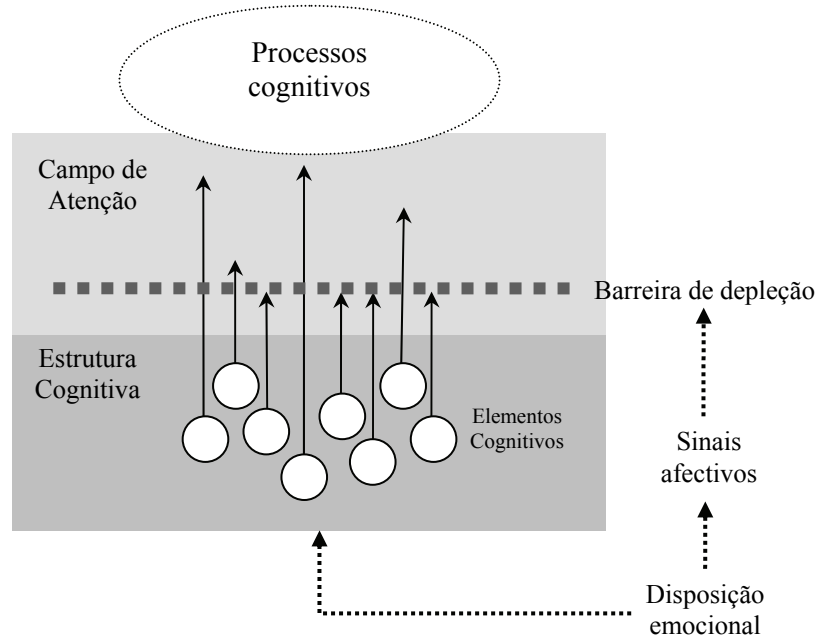 Processos
cognitivos
Campo de
Atenção
Barreira de depleção
Estrutura
Cognitiva
Elementos
Cognitivos
Sinais
afectivos
Disposição
emocional